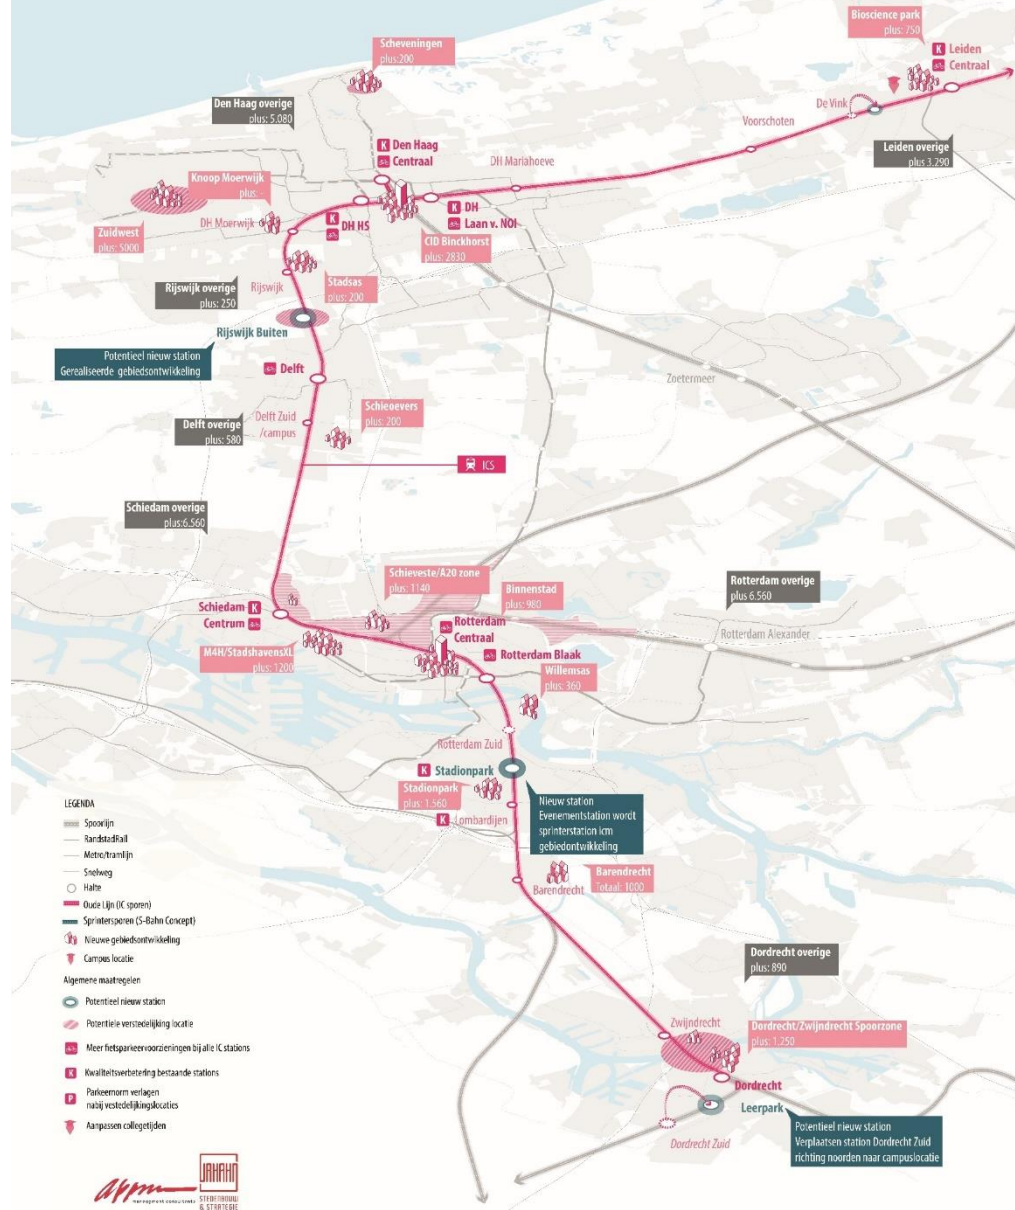 Bioscience park
plus: 750
K Leiden
Centraal
Scheveningen
plus:200
Den Haag overige
plus: 5.080
De Vink
Voorschoten
Leiden overige
plus 3.290
K Den Haag
Centraal
DH Mariahoeve
Knoop Moerwijk
plus: -
DH Moerwijk
K
DH HS
K DH
Laan v. NOI
Zuidwest
plus: 5000
CID Binckhorst
plus: 2830
Rijswijk
Stadsas
plus: 200
Rijswijk overige
plus: 250
Rijswijk Buiten
Potentieel nieuw station
Gerealiseerde gebiedsontwikkeling
Delft
Zoetermeer
Delft Zuid
/campus
Schieoevers
plus: 200
Delft overige
plus: 580
ICS
Schiedam overige
plus:6.560
Schieveste/A20 zone
plus: 1140
Binnenstad
plus: 980
Rotterdam overige
plus 6.560
Schiedam K
Centrum
Rotterdam
Centraal
Rotterdam Alexander
M4H/StadshavensXL
plus: 1200
Rotterdam Blaak
Willemsas
plus: 360
Rotterdam Zuid
K Stadionpark
Stadionpark
plus: 1.560
Nieuw station
Evenementstation wordt
sprinterstation icm
gebiedontwikkeling
K Lombardijen
Barendrecht
Barendrecht
Totaal: 1000
LEGENDA
Spoorlijn
RandstadRail
Metro/tramlijn
Snelweg
Halte
Oude Lijn (IC sporen)
Sprintersporen (S-Bahn Concept)
Nieuwe gebiedsontwikkeling
Campus locatie
Algemene maatregelen
Potentieel nieuw station
Potentiele verstedelijking locatie
Meer fietsparkeervoorzieningen bij alle IC stations
K Kwaliteitsverbetering bestaande stations
P Parkeernorm verlagen
nabij vestedelijkingslocaties
Aanpassen collegetijden
Dordrecht overige
plus: 890
Zwijndrecht
Dordrecht/Zwijndrecht Spoorzone
plus: 1.250
Dordrecht
Leerpark
Dordrecht Zuid
Potentieel nieuw station
Verplaatsen station Dordrecht Zuid
richting noorden naar campuslocatie
appm
management consultants
STEDENBOUW
& STRATEGIE